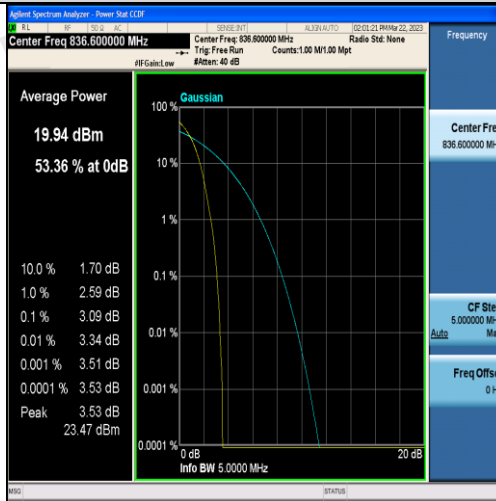 Agilent Spectrum Analyzer - Power Stat CCDF
RL RF 50 Ω AC SENSE:INT ALIGN AUTO 02:01:21 PM Mar 22, 2023
Center Freq 836.600000 MHz
Center Freq: 836.600000 MHz Radio Std: None
Trig: Free Run Counts:1.00 M/1.00 Mpt
#IFGain:Low #Atten: 40 dB
Frequency
Average Power
19.94 dBm
53.36 % at 0dB
10.0 % 1.70 dB
1.0 % 2.59 dB
0.1 % 3.09 dB
0.01 % 3.34 dB
0.001 % 3.51 dB
0.0001 % 3.53 dB
Peak 3.53 dB
23.47 dBm
Gaussian
100 %
10 %
1 %
0.1 %
0.01 %
0.001 %
0.0001 %
0 dB 20 dB
Info BW 5.0000 MHz
Center Fre
836.600000 MH
CF Ste
5.000000 MH
Auto Ma
Freq Offs
0 H
MSG STATUS